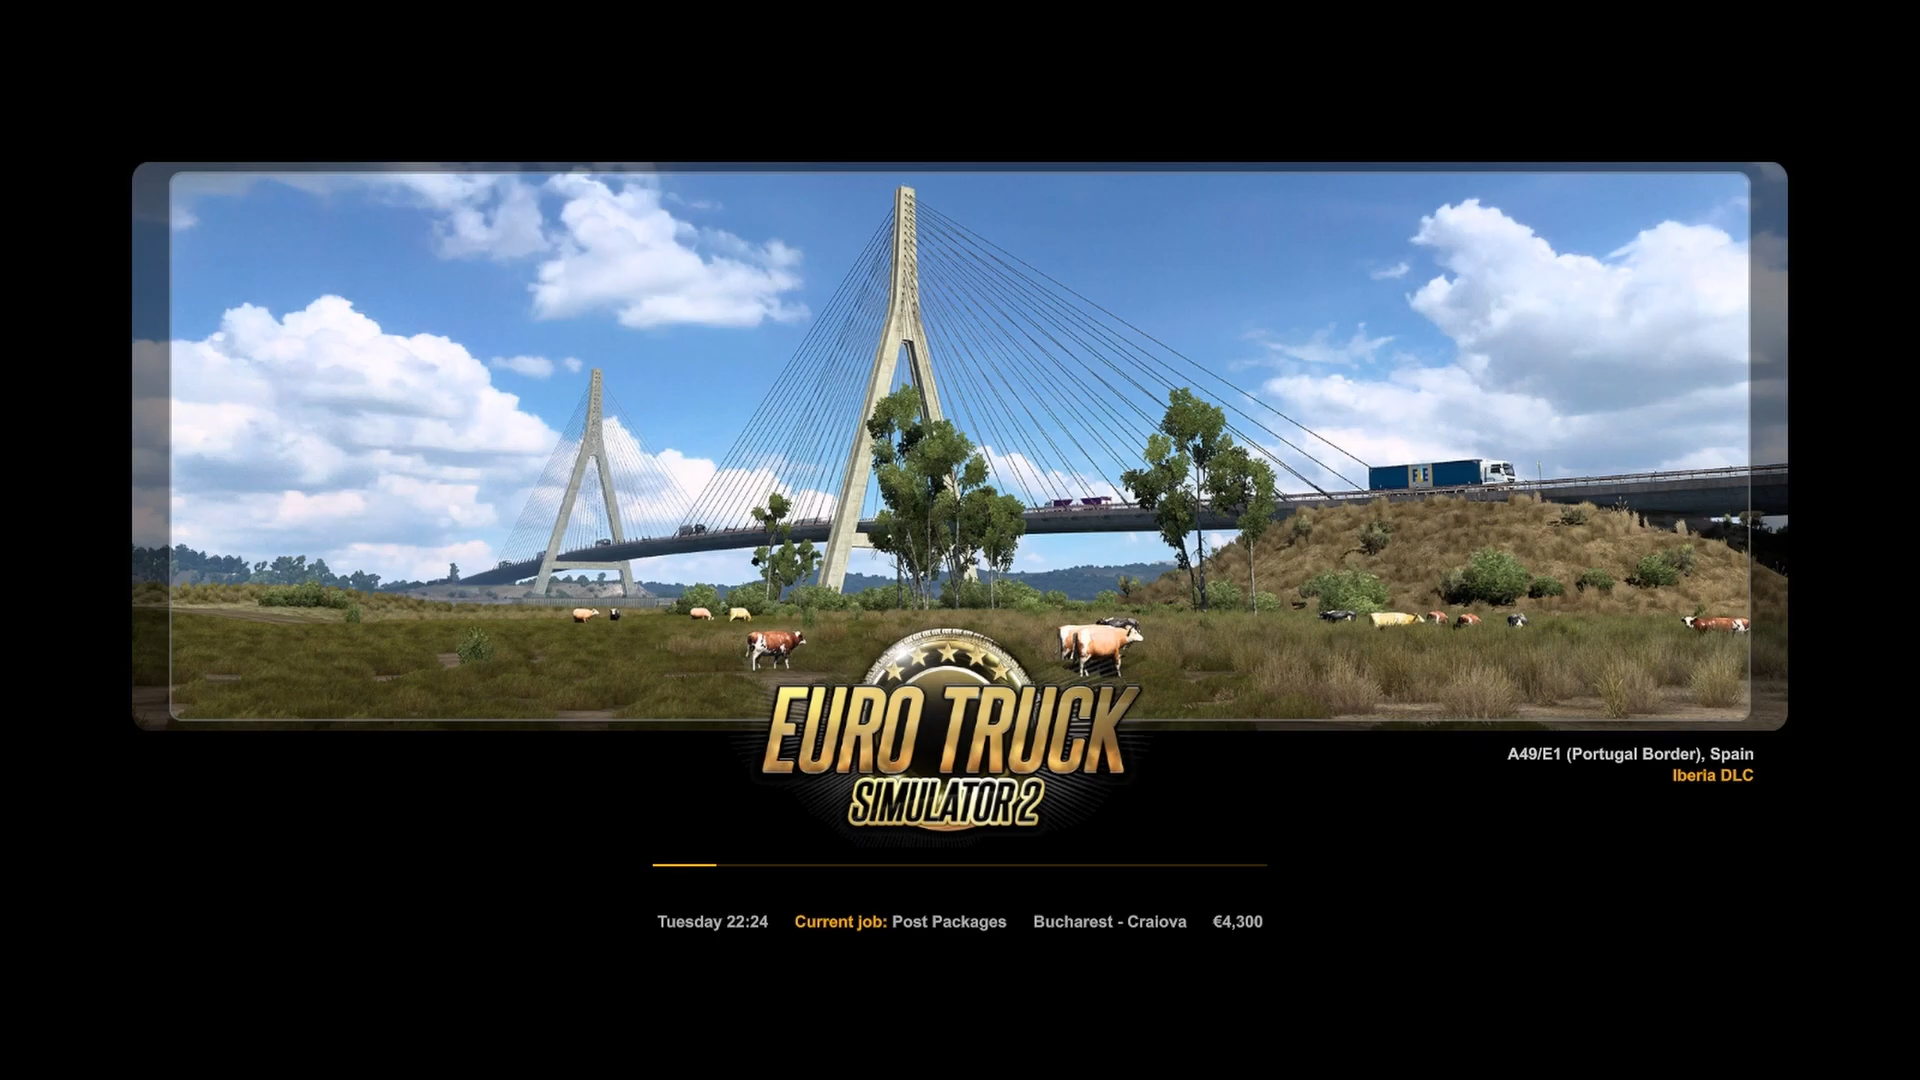 EURO TRUCK
SIMULATOR 2
A49/E1 (Portugal Border), Spain
Iberia DLC
Tuesday 22:24 Current job: Post Packages Bucharest - Craiova €4,300